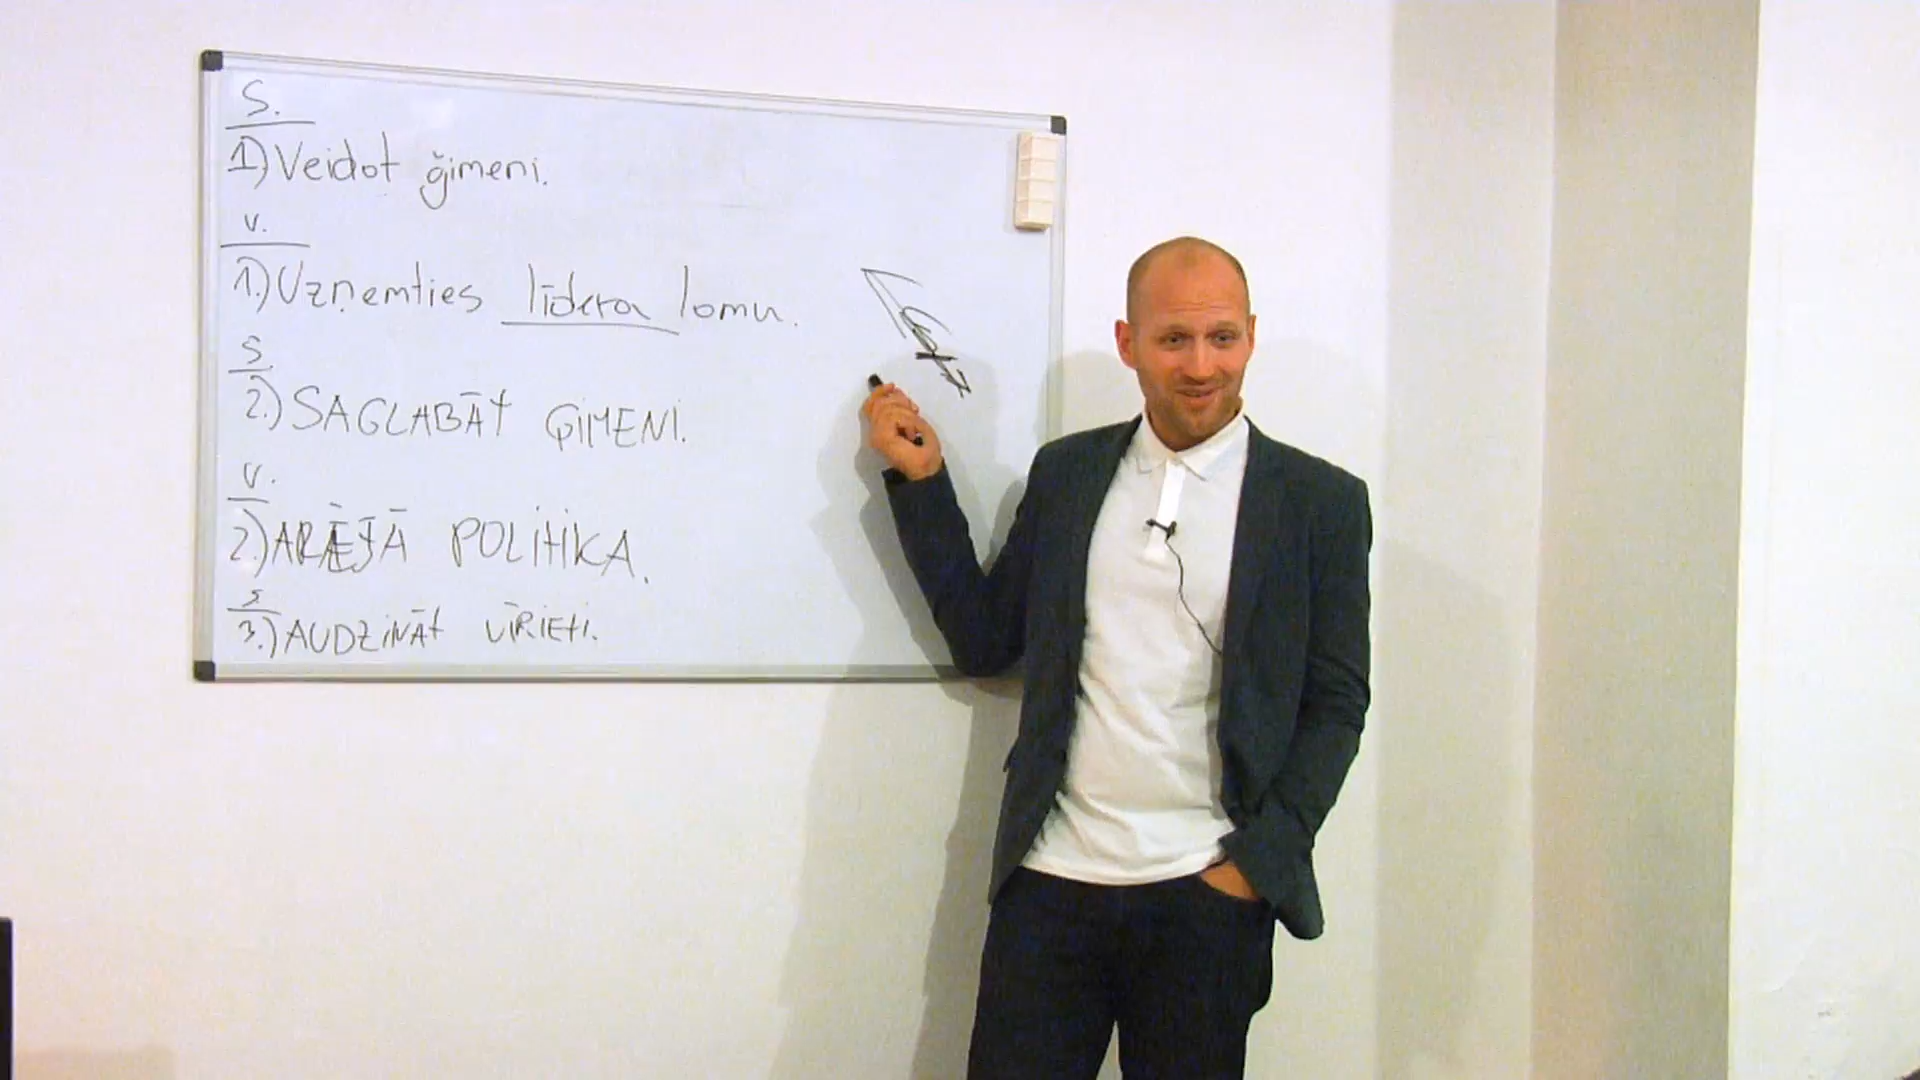 S.
1) Veidot ģimeni.
V.
1.) Uzņemties līdera lomu.
S
2.) SAGLABĀT ĢIMENI.
V.
2.) ĀRĒJĀ POLITIKA.
S
3.) AUDZINĀT VĪRIETI.